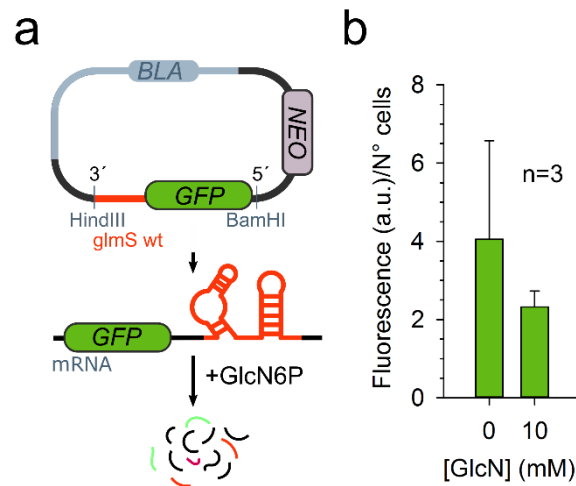 a
BLA
NEO
3´ 5´
GFP
HindIII BamHI
glmS wt
GFP
mRNA
+GlcN6P
b
Fluorescence (a.u.)/N° cells
8
6
4
2
0
n=3
0 10
[GlcN] (mM)